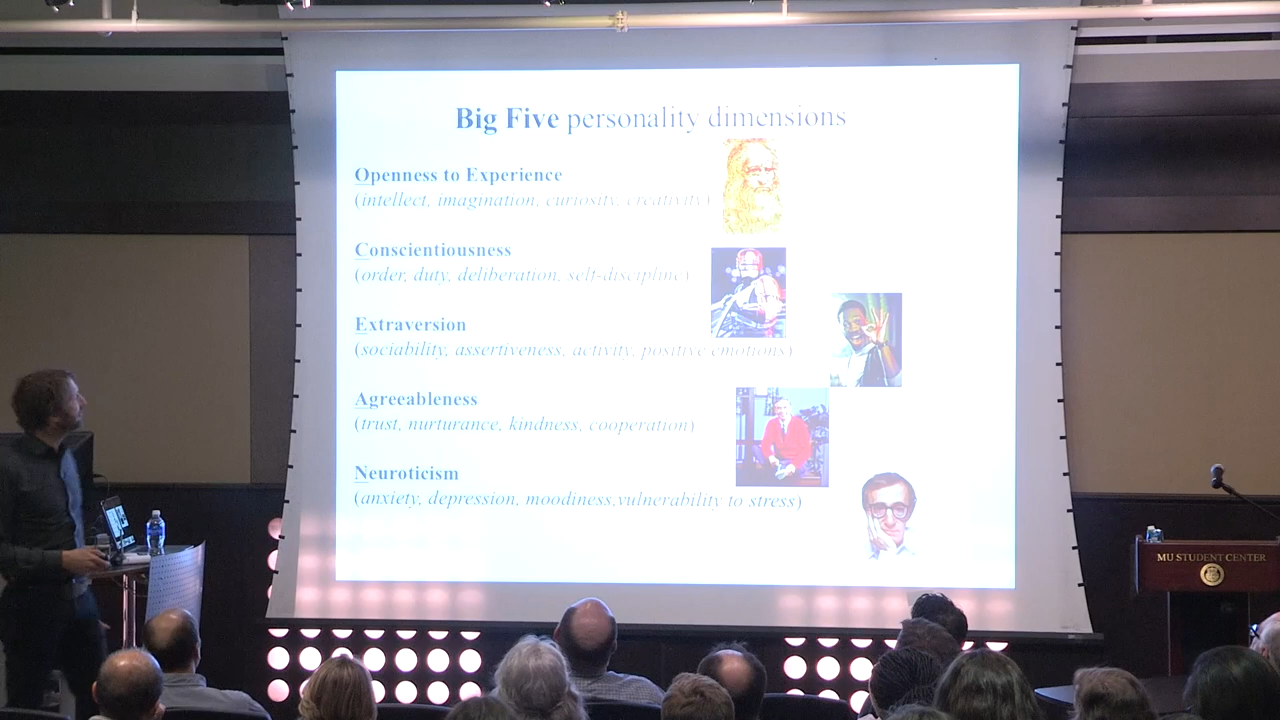 Big Five personality dimensions
Openness to Experience
(intellect, imagination, curiosity, creativity)
Conscientiousness
(order, duty, deliberation, self-discipline)
Extraversion
(sociability, assertiveness, activity, positive emotions)
Agreeableness
(trust, nurturance, kindness, cooperation)
Neuroticism
(anxiety, depression, moodiness,vulnerability to stress)
MU STUDENT CENTER